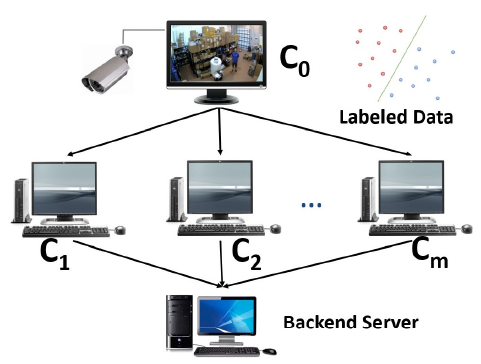 C₀
Labeled Data
...
C₁
C₂
Cₘ
Backend Server